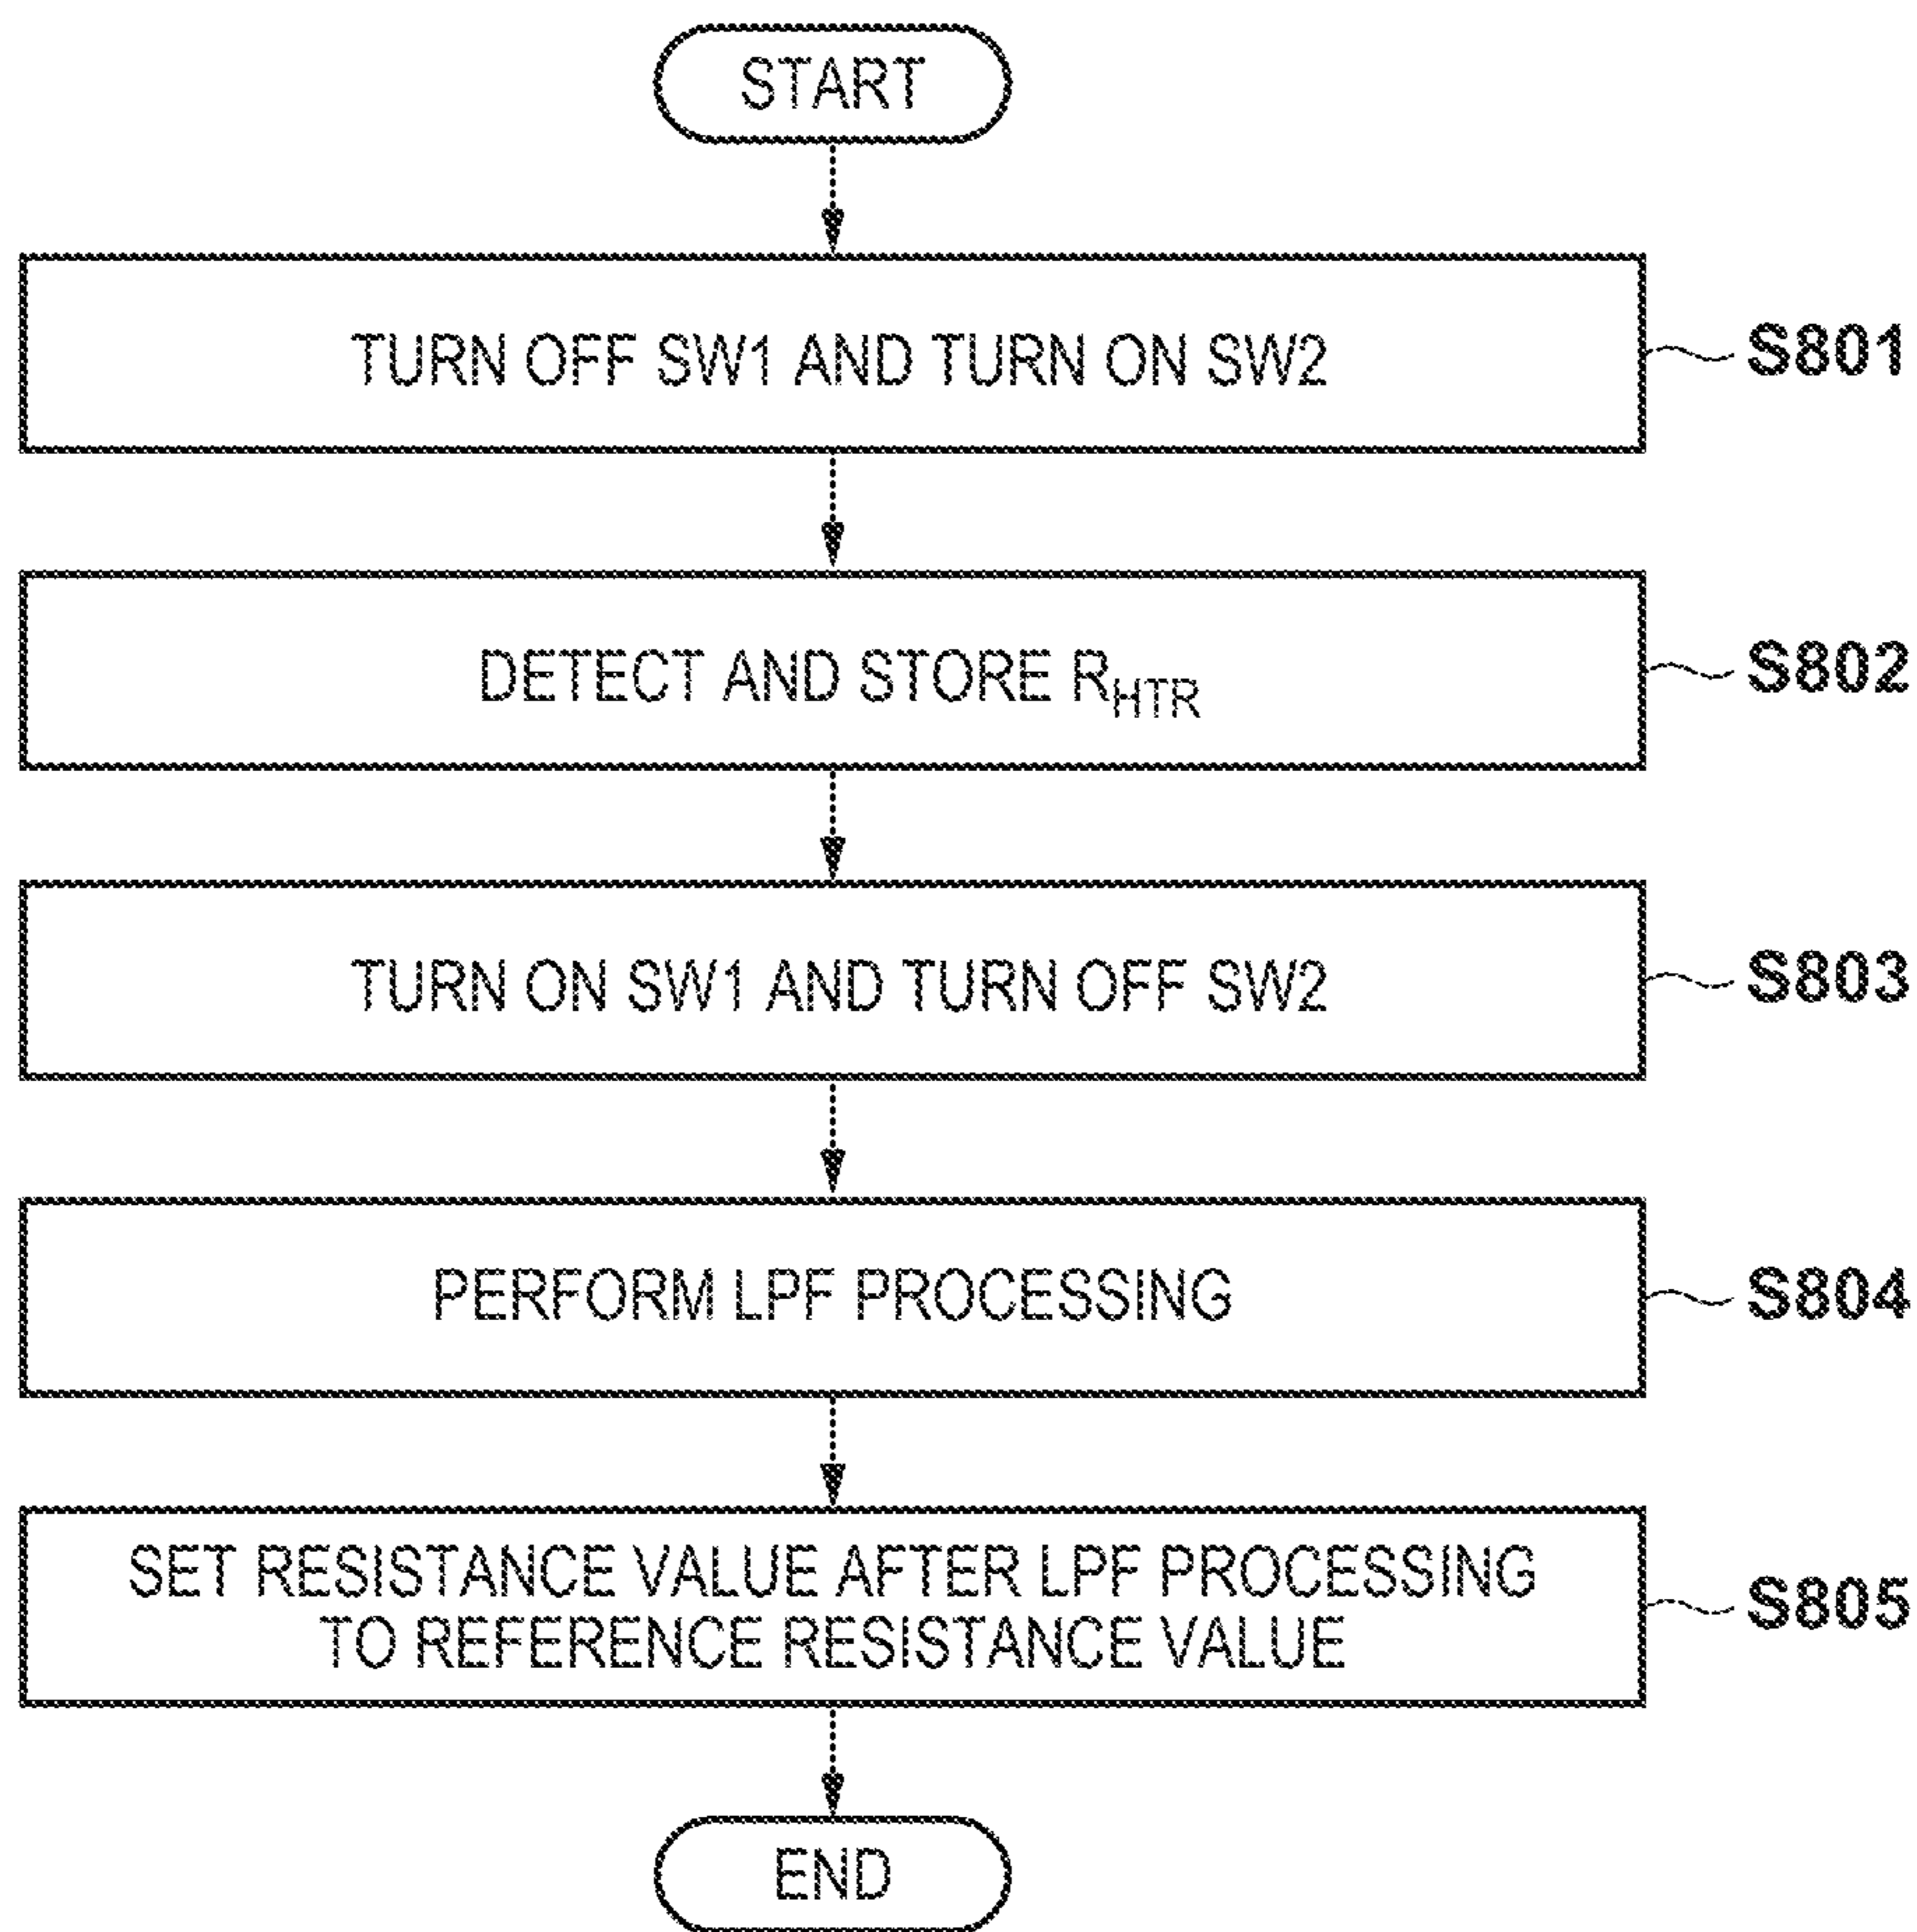 START
TURN OFF SW1 AND TURN ON SW2
S801
DETECT AND STORE R_HTR
S802
TURN ON SW1 AND TURN OFF SW2
S803
PERFORM LPF PROCESSING
S804
SET RESISTANCE VALUE AFTER LPF PROCESSING
TO REFERENCE RESISTANCE VALUE
S805
END